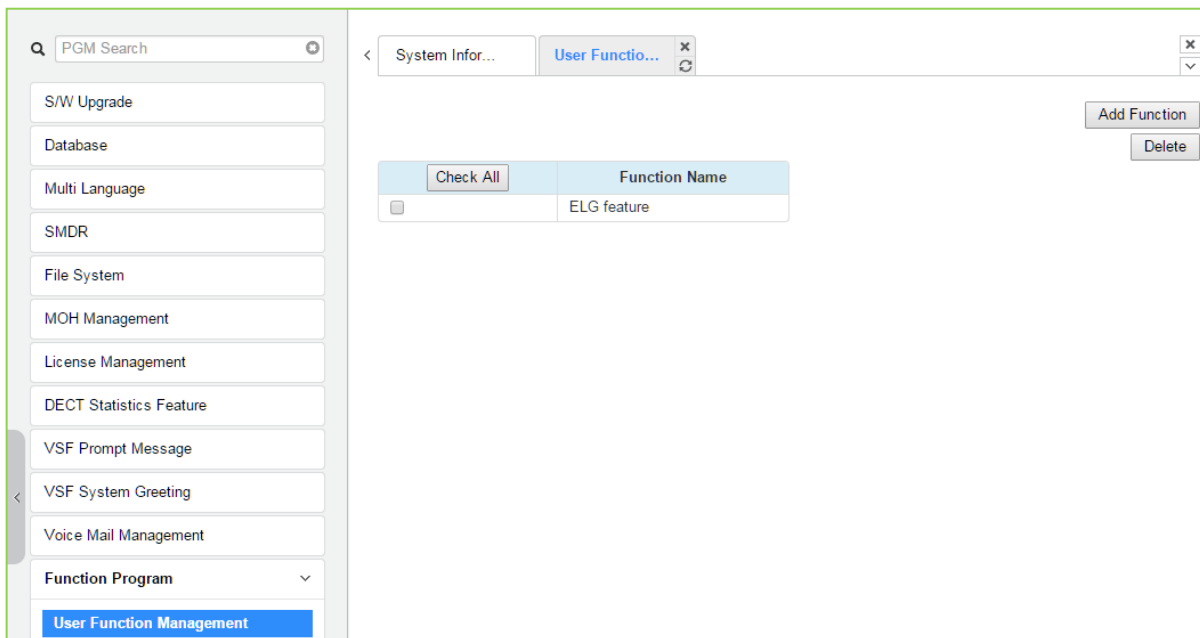 PGM Search
S/W Upgrade
Database
Multi Language
SMDR
File System
MOH Management
License Management
DECT Statistics Feature
VSF Prompt Message
VSF System Greeting
Voice Mail Management
Function Program
User Function Management
System Infor...
User Functio...
Add Function
Delete
Check All Function Name
ELG feature